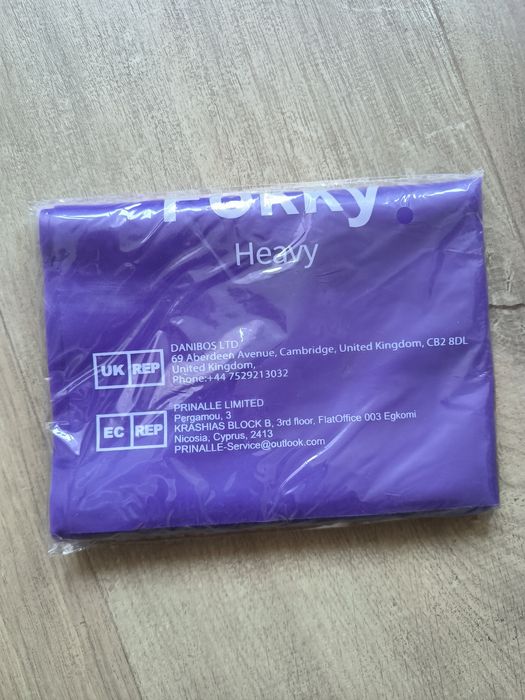 Heavy
UK REP
DANIBOS LTD
69 Aberdeen Avenue, Cambridge, United Kingdom, CB2 8DL
United Kingdom,
Phone:+44 7529213032
EC REP
PRINALLE LIMITED
Pergamou, 3
KRASHIAS BLOCK B, 3rd floor, FlatOffice 003 Egkomi
Nicosia, Cyprus, 2413
PRINALLE-Service@outlook.com